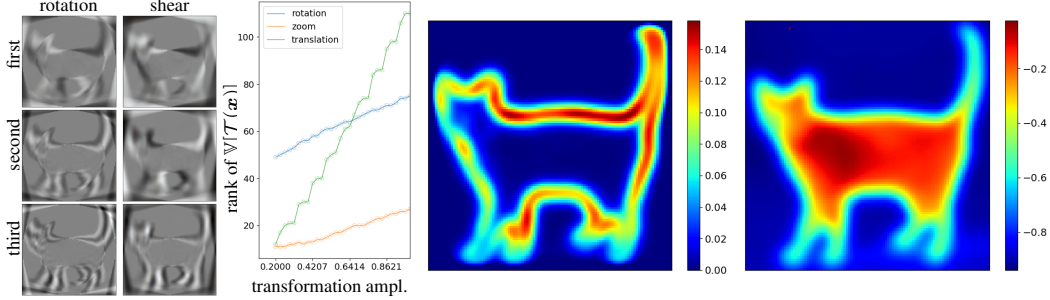 rotation
shear
first
second
third
rank of 𝕍[𝒯(x)]
100
80
60
40
20
rotation
zoom
translation
0.2000
0.4207
0.6414
0.8621
transformation ampl.
0.14
0.12
0.10
0.08
0.06
0.04
0.02
0.00
−0.2
−0.4
−0.6
−0.8